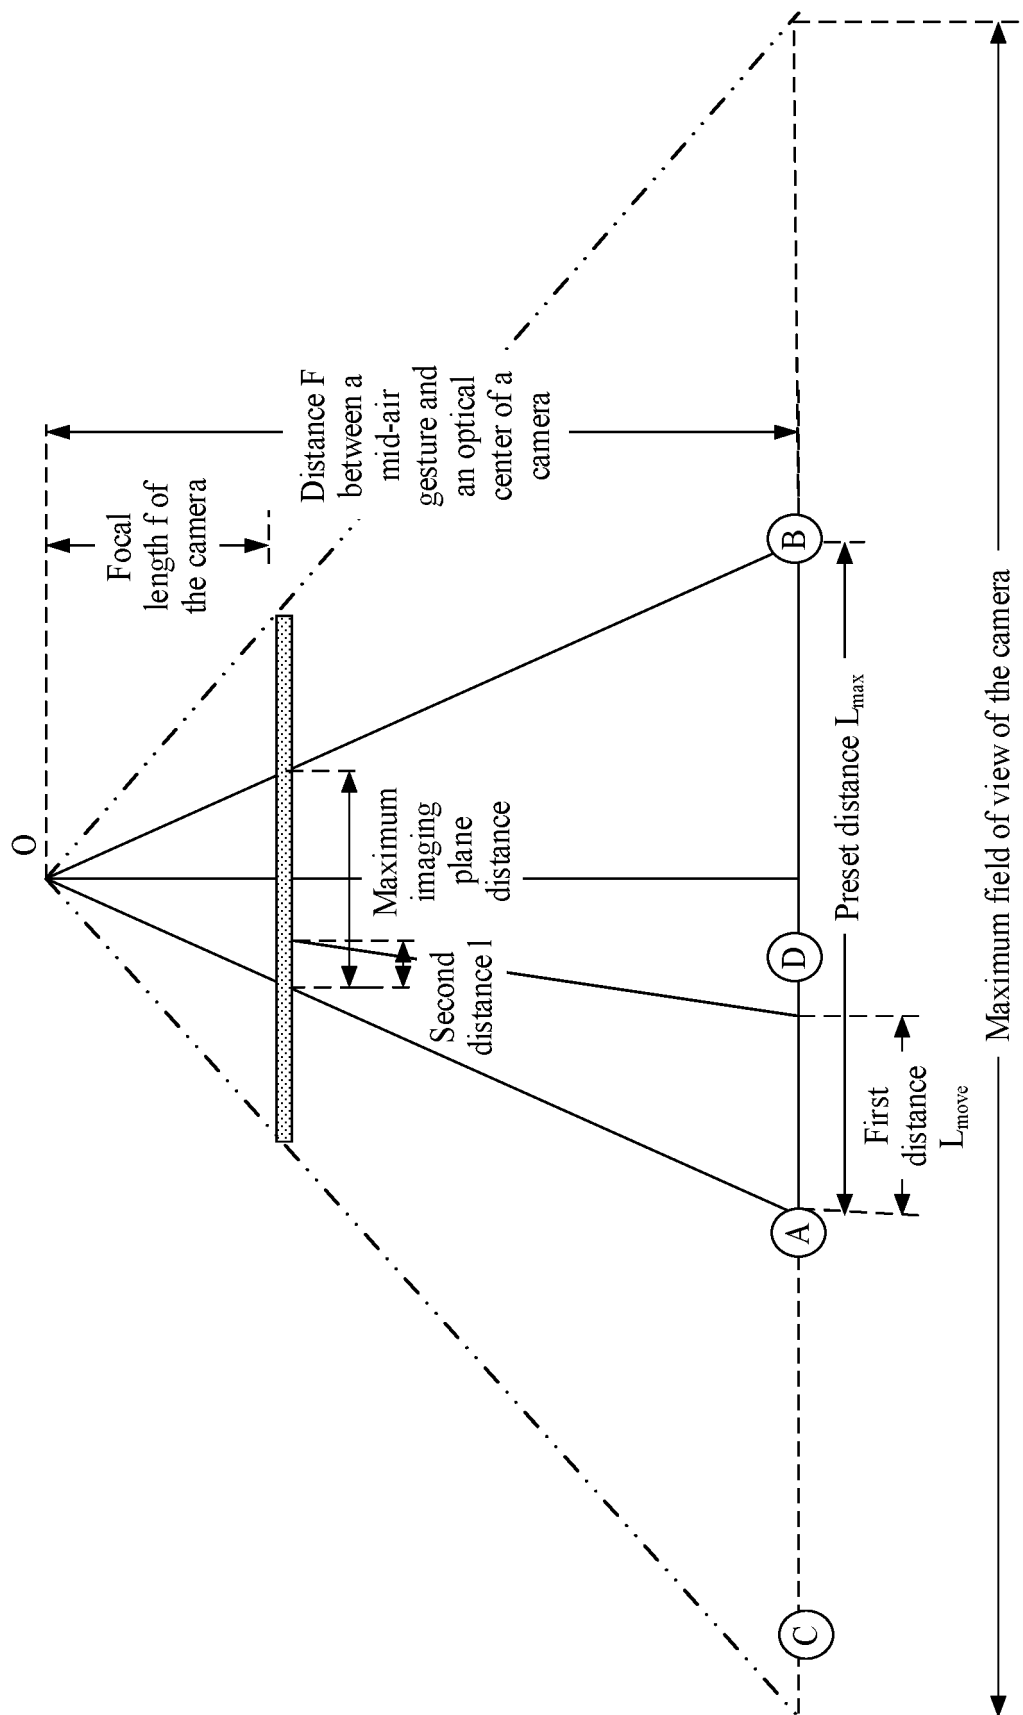 O
Focal
length f of
the camera
Distance F
between a
mid-air
gesture and
an optical
center of a
camera
Maximum
imaging
plane
distance
Second
distance l
C
A
D
B
Preset distance Lmax
First
distance
Lmove
Maximum field of view of the camera